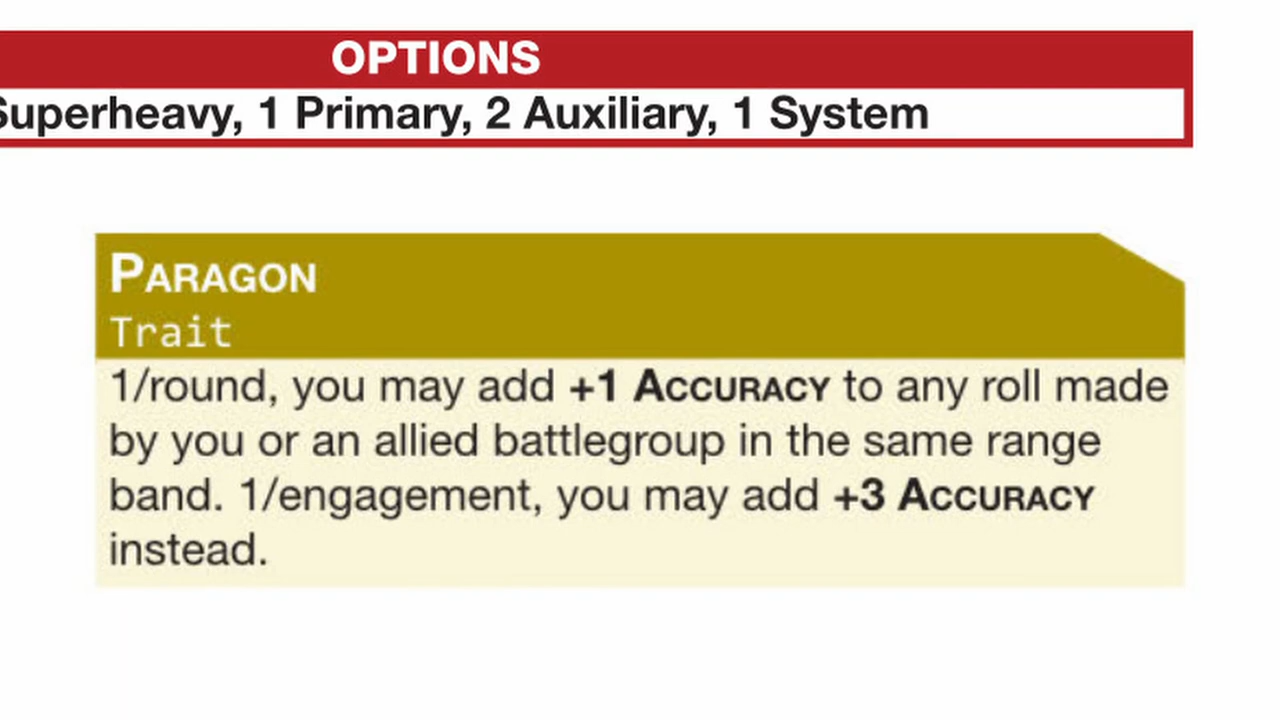 OPTIONS
Superheavy, 1 Primary, 2 Auxiliary, 1 System
PARAGON
Trait
1/round, you may add +1 ACCURACY to any roll made
by you or an allied battlegroup in the same range
band. 1/engagement, you may add +3 ACCURACY
instead.